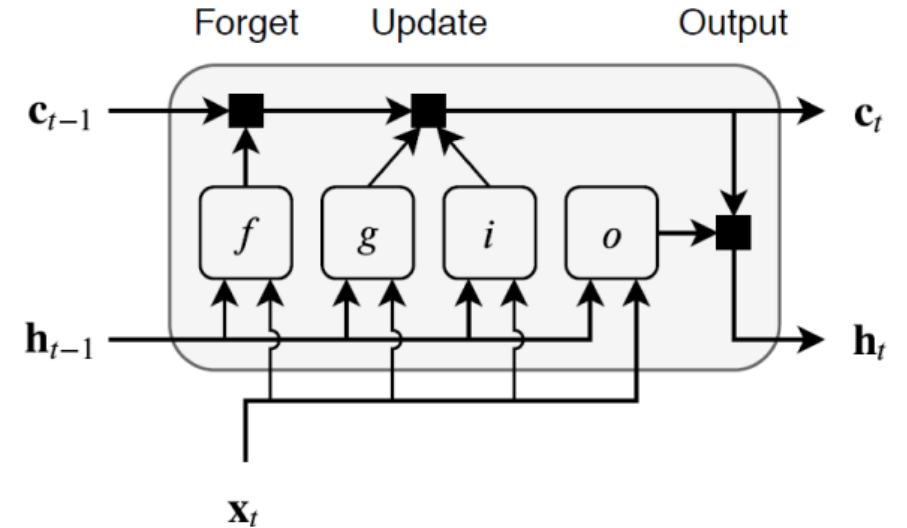 Forget Update Output
c_{t−1} c_t
f g i o
h_{t−1} h_t
x_t